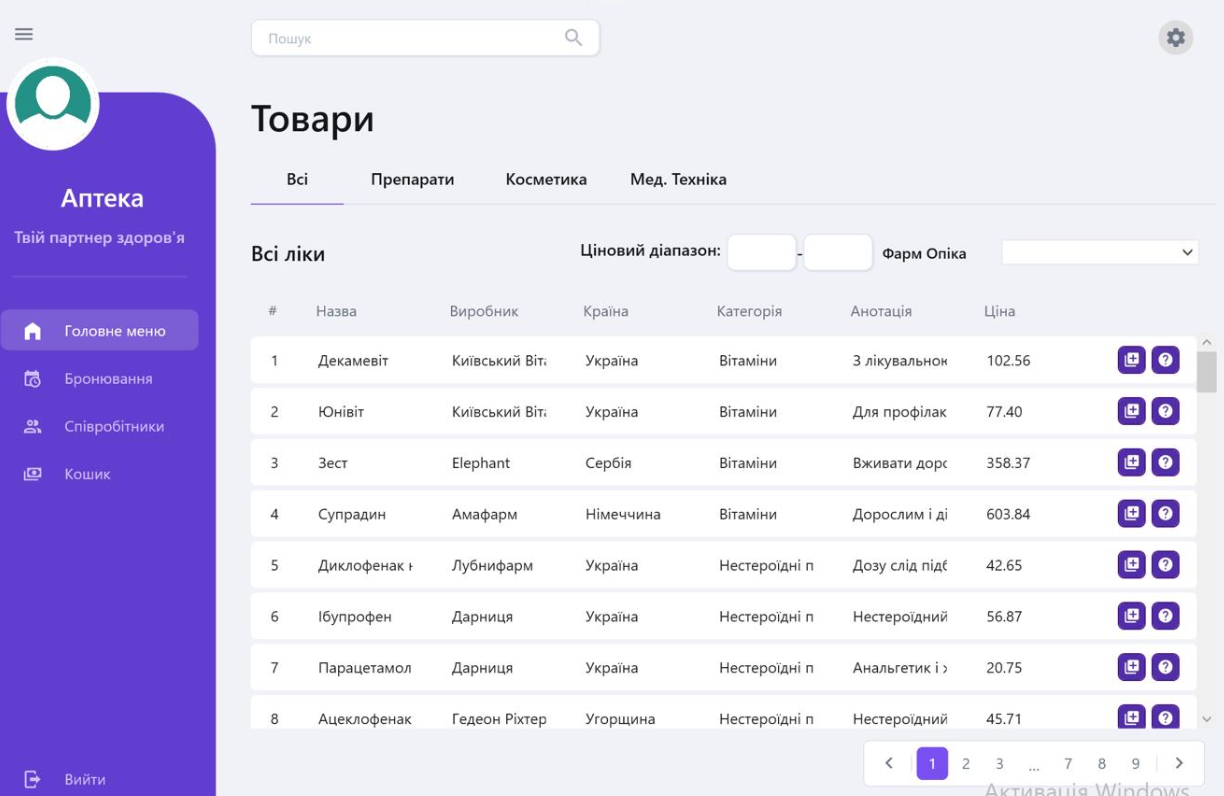 Пошук
Товари
Всі Препарати Косметика Мед. Техніка
Аптека
Твій партнер здоров'я
Всі ліки Ціновий діапазон: - Фарм Опіка
Головне меню
Бронювання
Співробітники
Кошик
Вийти
# Назва Виробник Країна Категорія Анотація Ціна
1 Декамевіт Київський Віта Україна Вітаміни З лікувальною 102.56
2 Юнівіт Київський Віта Україна Вітаміни Для профілак 77.40
3 Зест Elephant Сербія Вітаміни Вживати доро 358.37
4 Супрадин Амафарм Німеччина Вітаміни Дорослим і ді 603.84
5 Диклофенак Лубнифарм Україна Нестероїдні п Дозу слід підб 42.65
6 Ібупрофен Дарниця Україна Нестероїдні п Нестероїдний 56.87
7 Парацетамол Дарниця Україна Нестероїдні п Анальгетик і 20.75
8 Ацеклофенак Гедеон Ріхтер Угорщина Нестероїдні п Нестероїдний 45.71
1 2 3 ... 7 8 9
Активація Windows